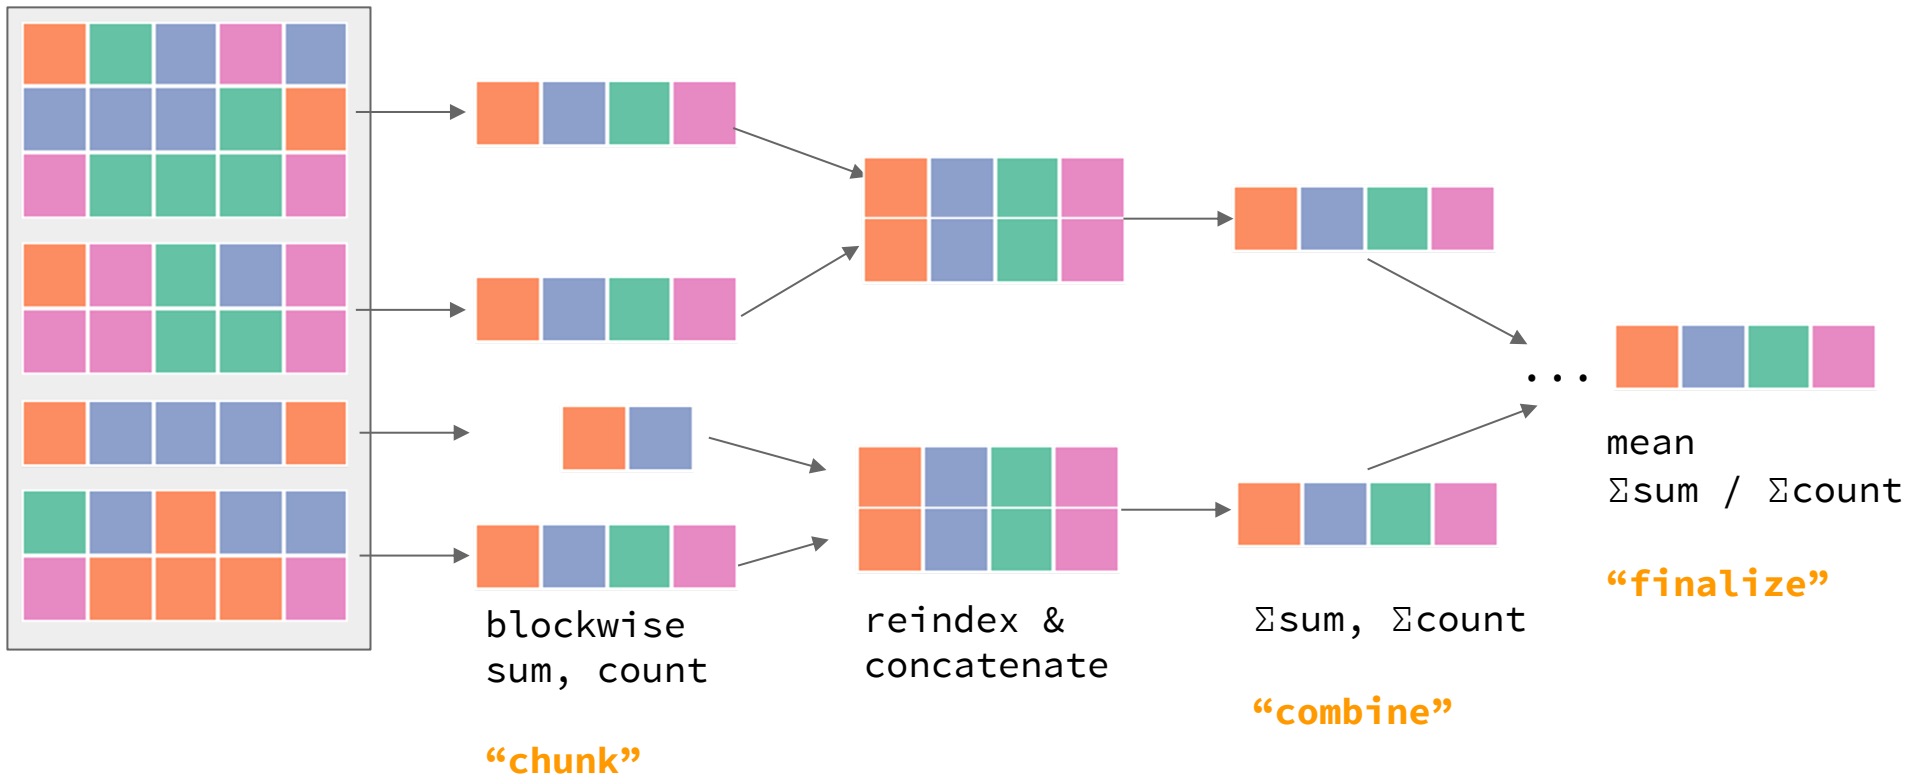 blockwise
sum, count
“chunk”
reindex &
concatenate
Σsum, Σcount
“combine”
...
mean
Σsum / Σcount
“finalize”